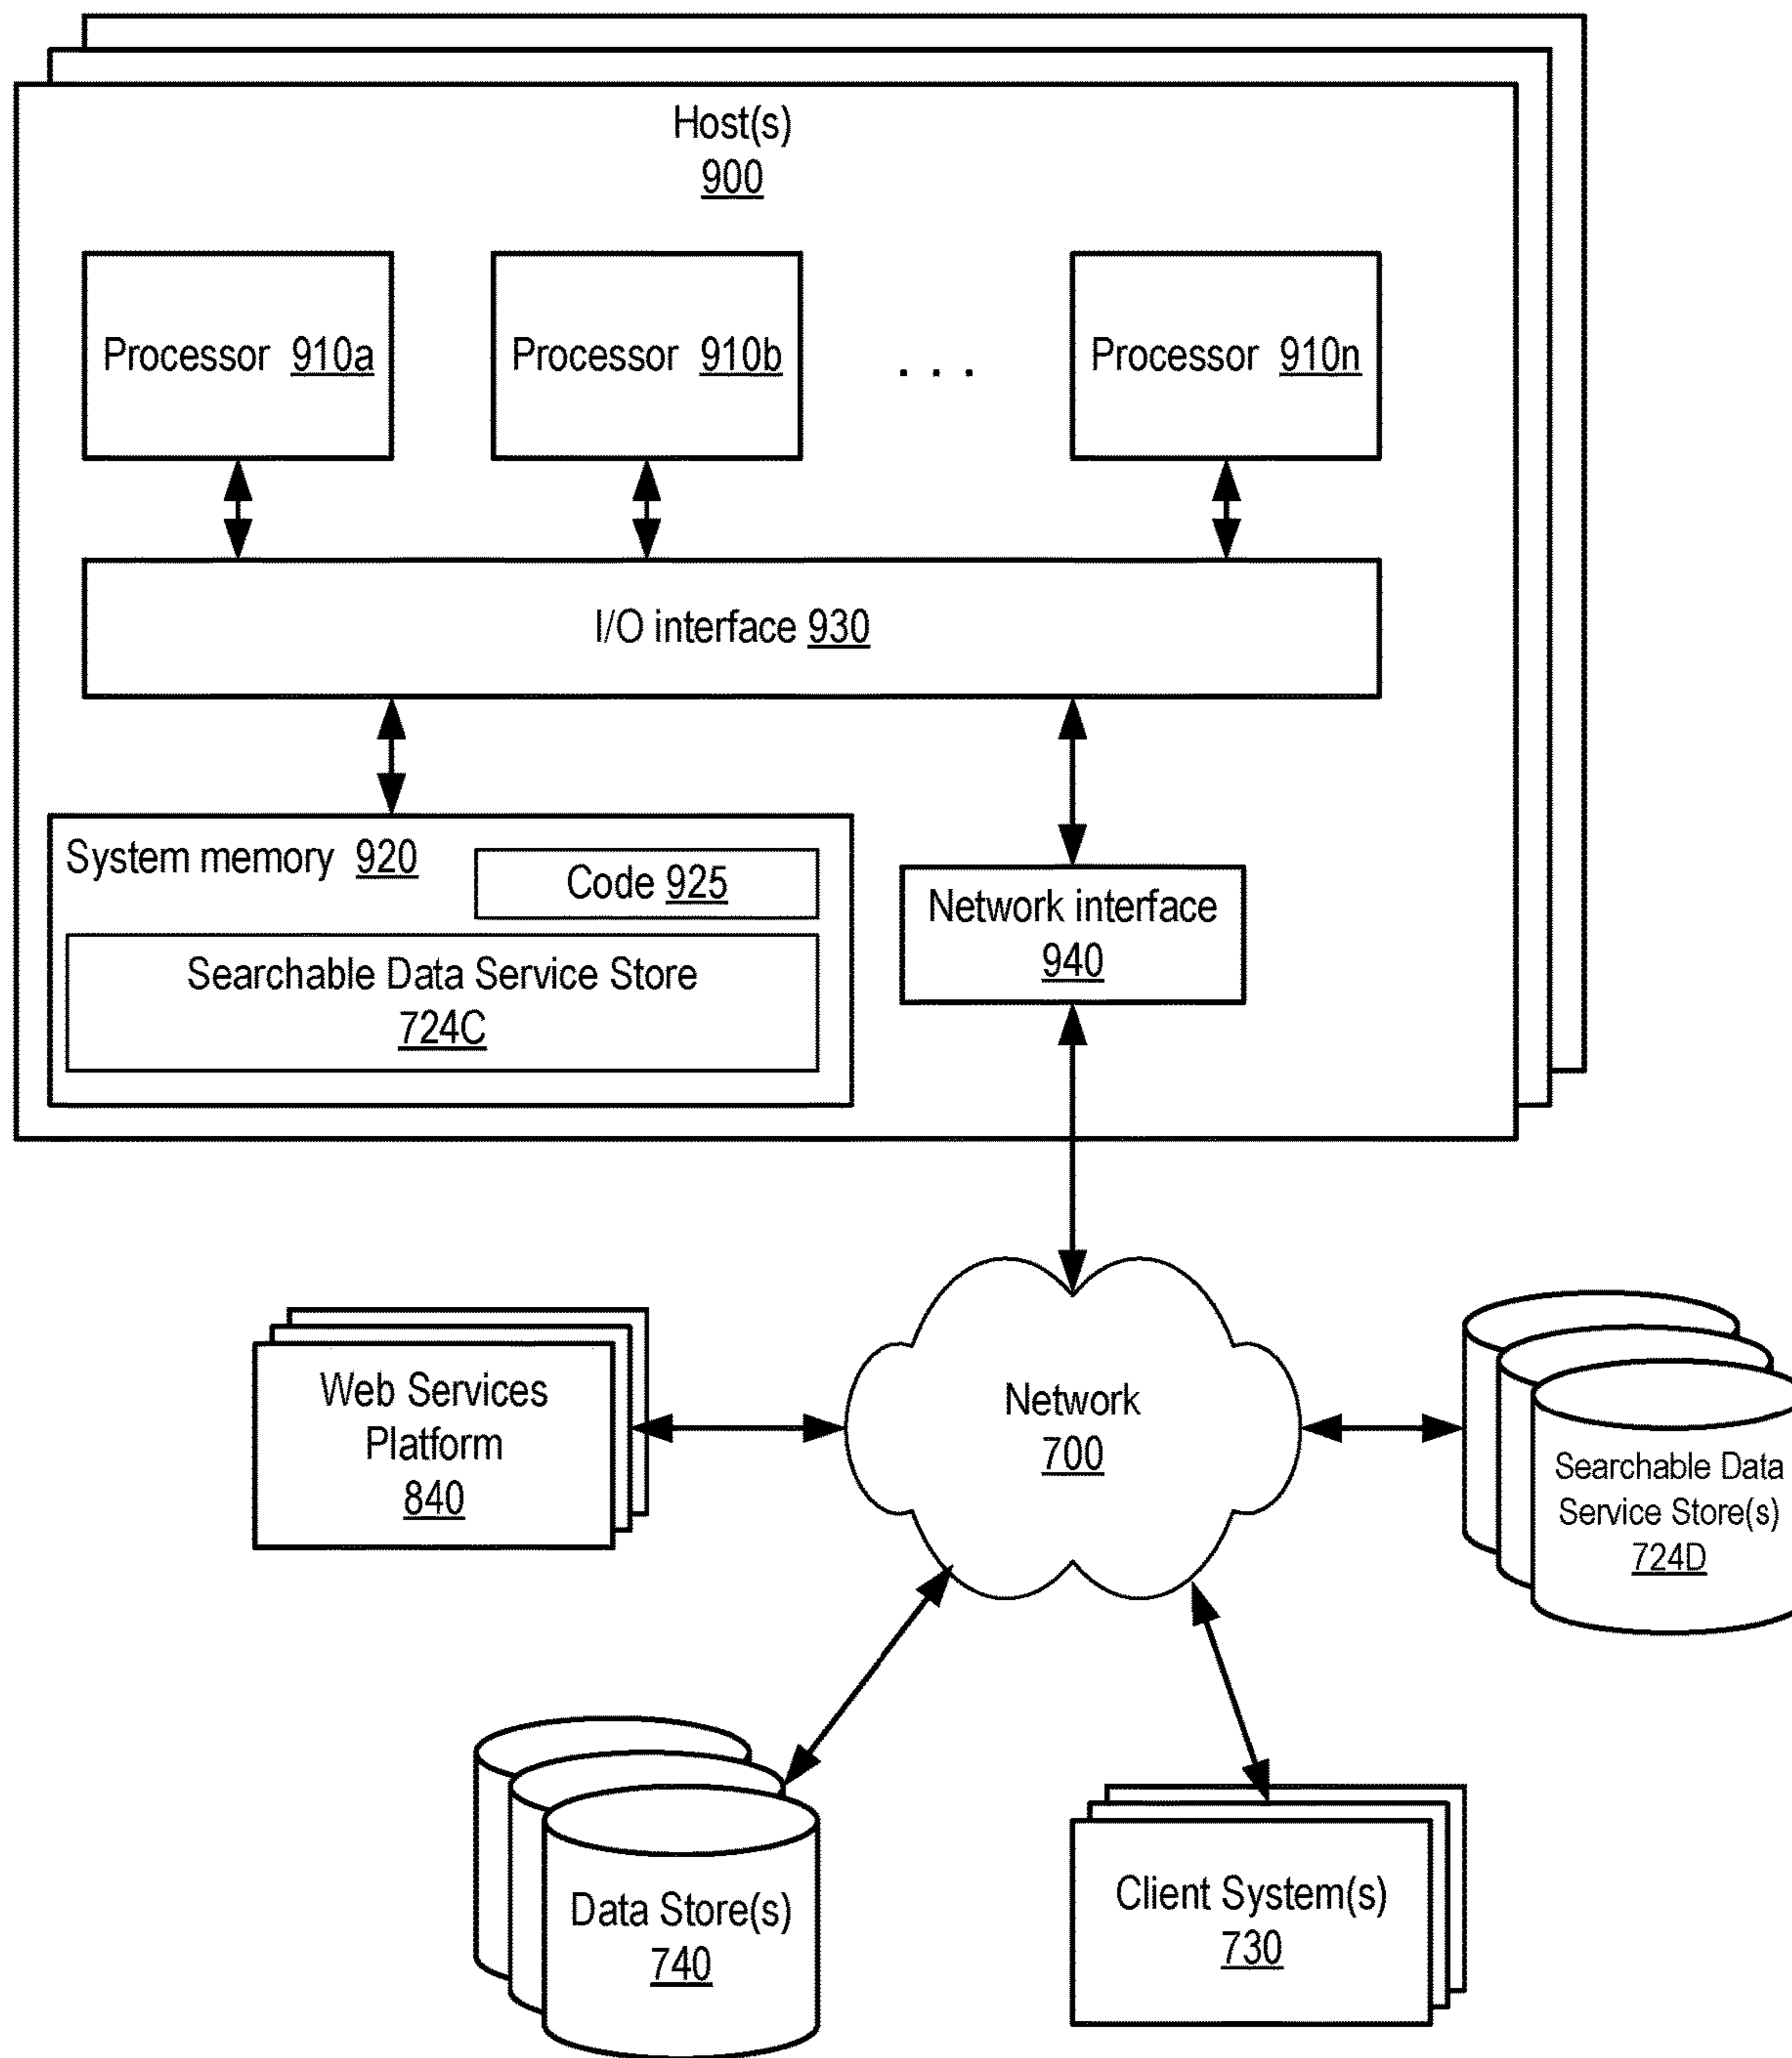 Host(s)
900
Processor 910a
Processor 910b
. . .
Processor 910n
I/O interface 930
System memory 920
Code 925
Searchable Data Service Store
724C
Network interface
940
Web Services
Platform
840
Network
700
Searchable Data
Service Store(s)
724D
Data Store(s)
740
Client System(s)
730